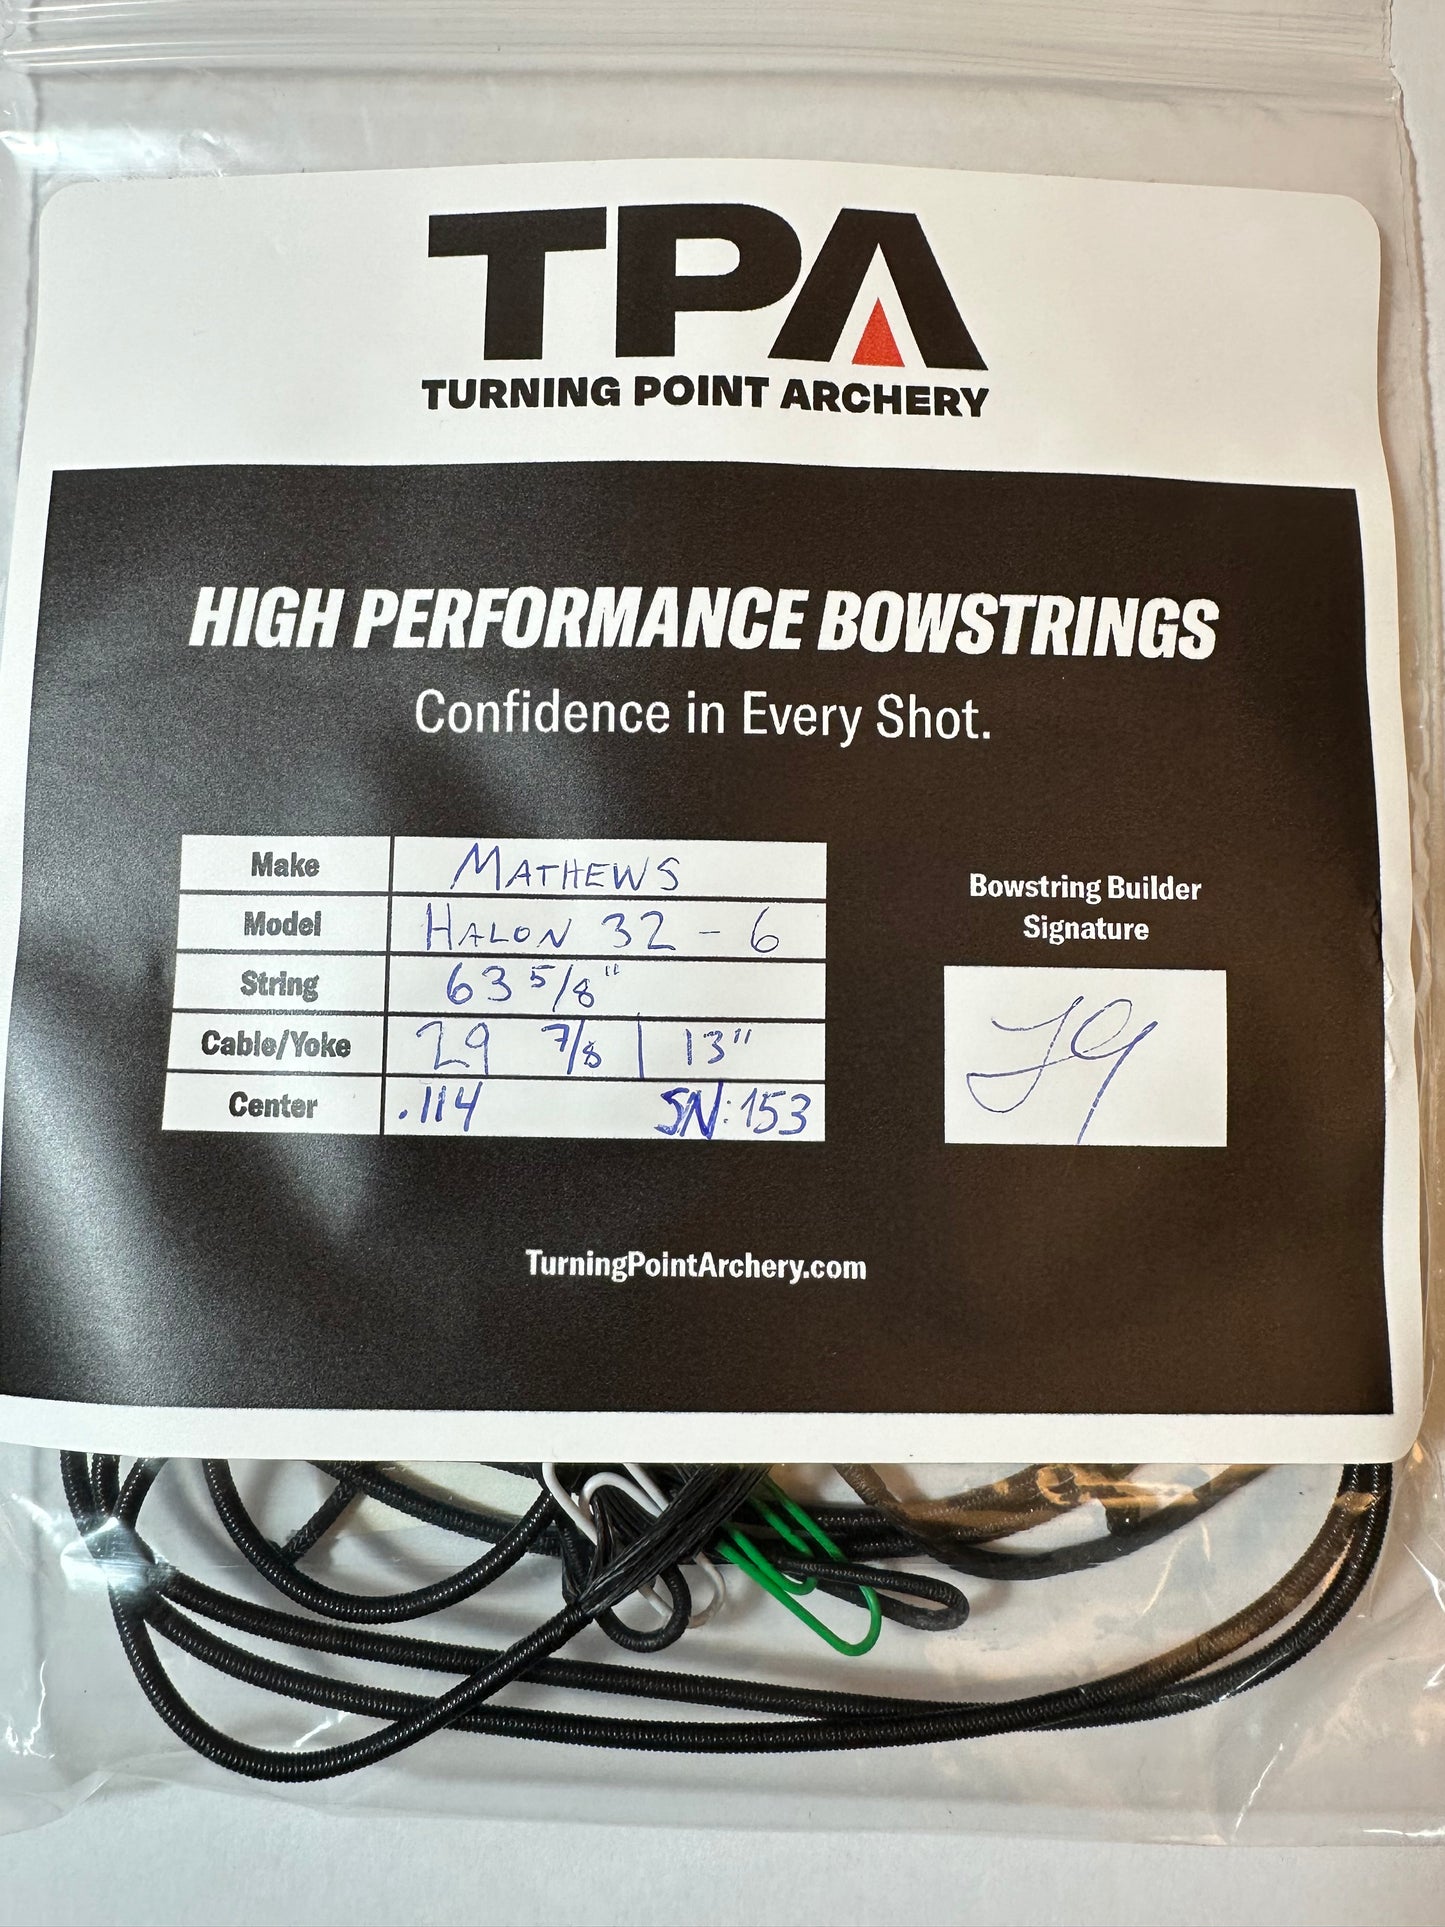 TPA
TURNING POINT ARCHERY
HIGH PERFORMANCE BOWSTRINGS
Confidence in Every Shot.
Make MATHEWS
Model HALON 32 - 6
String 63 5/8"
Cable/Yoke 29 7/8 | 13"
Center .114 SN: 153
Bowstring Builder
Signature
TurningPointArchery.com